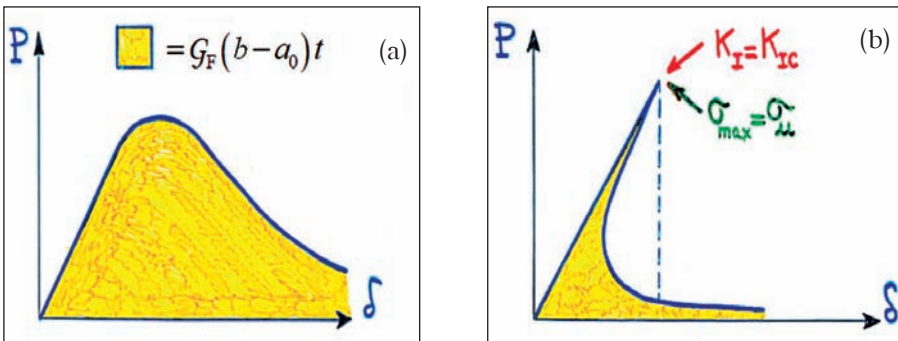 P
= 𝒢F(b−a0)t
(a)
δ
P
(b)
KI=KIC
σmax=σu
δ